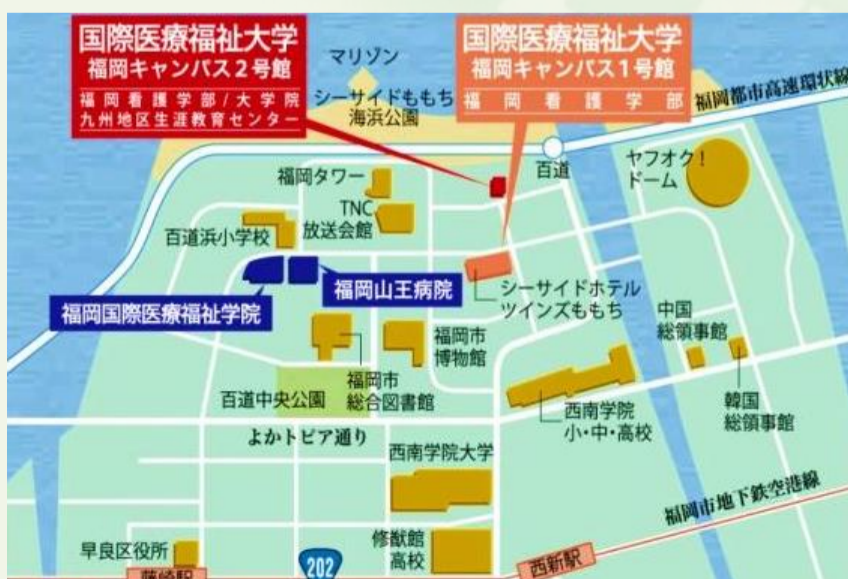 国際医療福祉大学
福岡キャンパス2号館
福岡看護学部/大学院
九州地区生涯教育センター
マリゾン
シーサイドももち
海浜公園
国際医療福祉大学
福岡キャンパス1号館
福岡看護学部
福岡都市高速環状線
百道
ヤフオク!
ドーム
福岡タワー
TNC
放送会館
百道浜小学校
福岡山王病院
福岡国際医療福祉学院
シーサイドホテル
ツインズももち
中国
総領事館
福岡市
博物館
福岡市
総合図書館
百道中央公園
西南学院
小・中・高校
韓国
総領事館
よかトピア通り
西南学院大学
福岡市地下鉄空港線
早良区役所
修猷館
高校
西新駅
202
藤崎駅